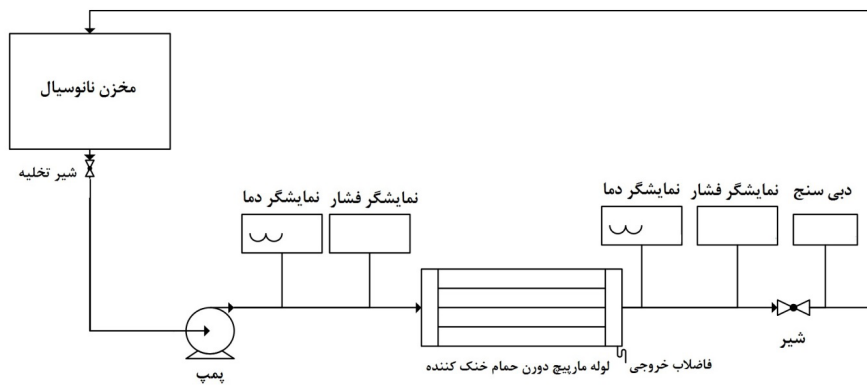 مخزن نانوسیال
شیر تخلیه
نمایشگر دما
نمایشگر فشار
نمایشگر دما
نمایشگر فشار
دبی سنج
پمپ
لوله مارپیچ دورن حمام خنک کننده
فاضلاب خروجی
شیر